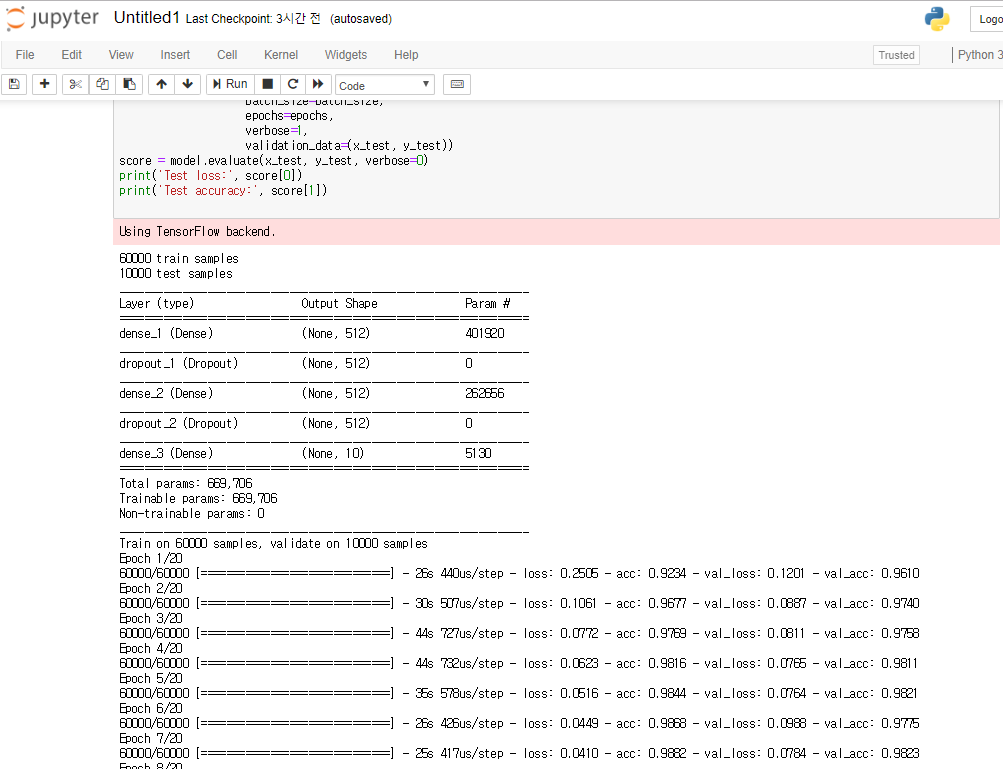 jupyter Untitled1 Last Checkpoint: 3시간 전 (autosaved)
File Edit View Insert Cell Kernel Widgets Help Trusted Python 3
Run Code
batch_size=batch_size,
epochs=epochs,
verbose=1,
validation_data=(x_test, y_test))
score = model.evaluate(x_test, y_test, verbose=0)
print('Test loss:', score[0])
print('Test accuracy:', score[1])
Using TensorFlow backend.
60000 train samples
10000 test samples
Layer (type) Output Shape Param #
dense_1 (Dense) (None, 512) 401920
dropout_1 (Dropout) (None, 512) 0
dense_2 (Dense) (None, 512) 262656
dropout_2 (Dropout) (None, 512) 0
dense_3 (Dense) (None, 10) 5130
Total params: 669,706
Trainable params: 669,706
Non-trainable params: 0
Train on 60000 samples, validate on 10000 samples
Epoch 1/20
60000/60000 [==============================] - 26s 440us/step - loss: 0.2505 - acc: 0.9234 - val_loss: 0.1201 - val_acc: 0.9610
Epoch 2/20
60000/60000 [==============================] - 30s 507us/step - loss: 0.1061 - acc: 0.9677 - val_loss: 0.0887 - val_acc: 0.9740
Epoch 3/20
60000/60000 [==============================] - 44s 727us/step - loss: 0.0772 - acc: 0.9769 - val_loss: 0.0811 - val_acc: 0.9758
Epoch 4/20
60000/60000 [==============================] - 44s 732us/step - loss: 0.0623 - acc: 0.9816 - val_loss: 0.0765 - val_acc: 0.9811
Epoch 5/20
60000/60000 [==============================] - 35s 578us/step - loss: 0.0516 - acc: 0.9844 - val_loss: 0.0764 - val_acc: 0.9821
Epoch 6/20
60000/60000 [==============================] - 26s 426us/step - loss: 0.0449 - acc: 0.9868 - val_loss: 0.0988 - val_acc: 0.9775
Epoch 7/20
60000/60000 [==============================] - 25s 417us/step - loss: 0.0410 - acc: 0.9882 - val_loss: 0.0784 - val_acc: 0.9823
Epoch 8/20